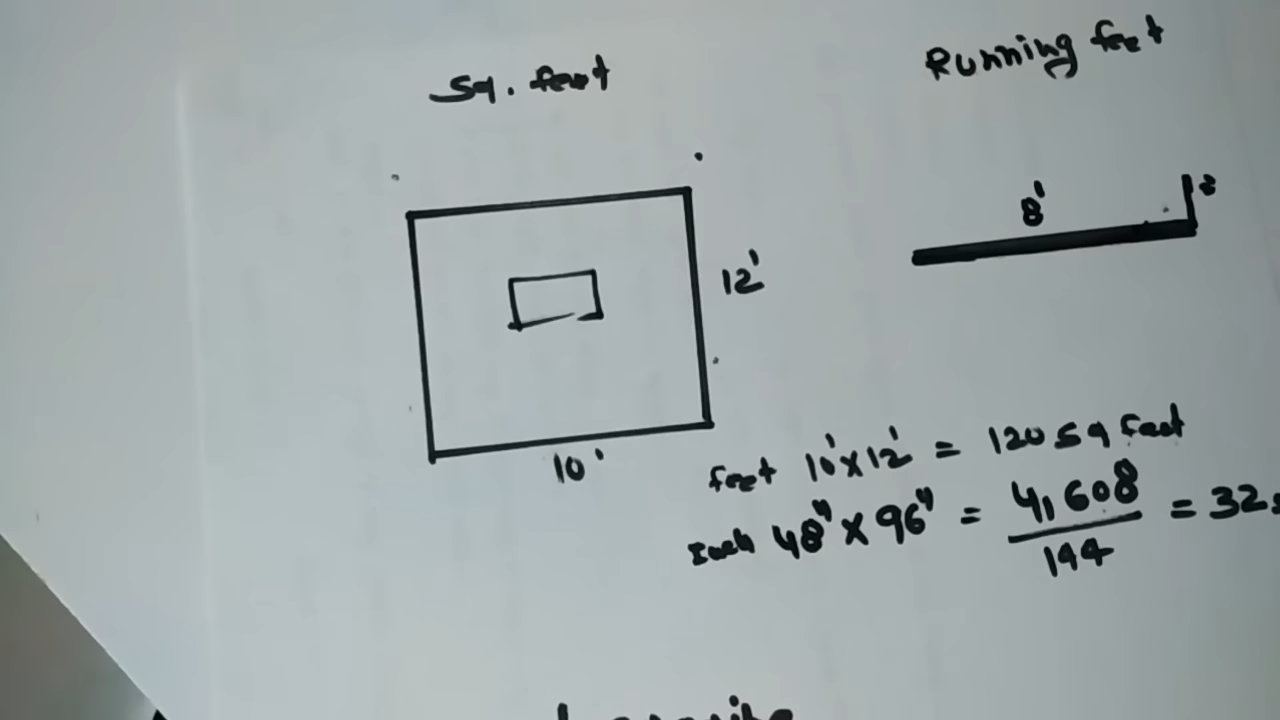 Sq. feet
Running feet
8'
2
12'
10'
feet 10'x12' = 120 sq feet
Inch 48"x96" = 4,608/144 = 32